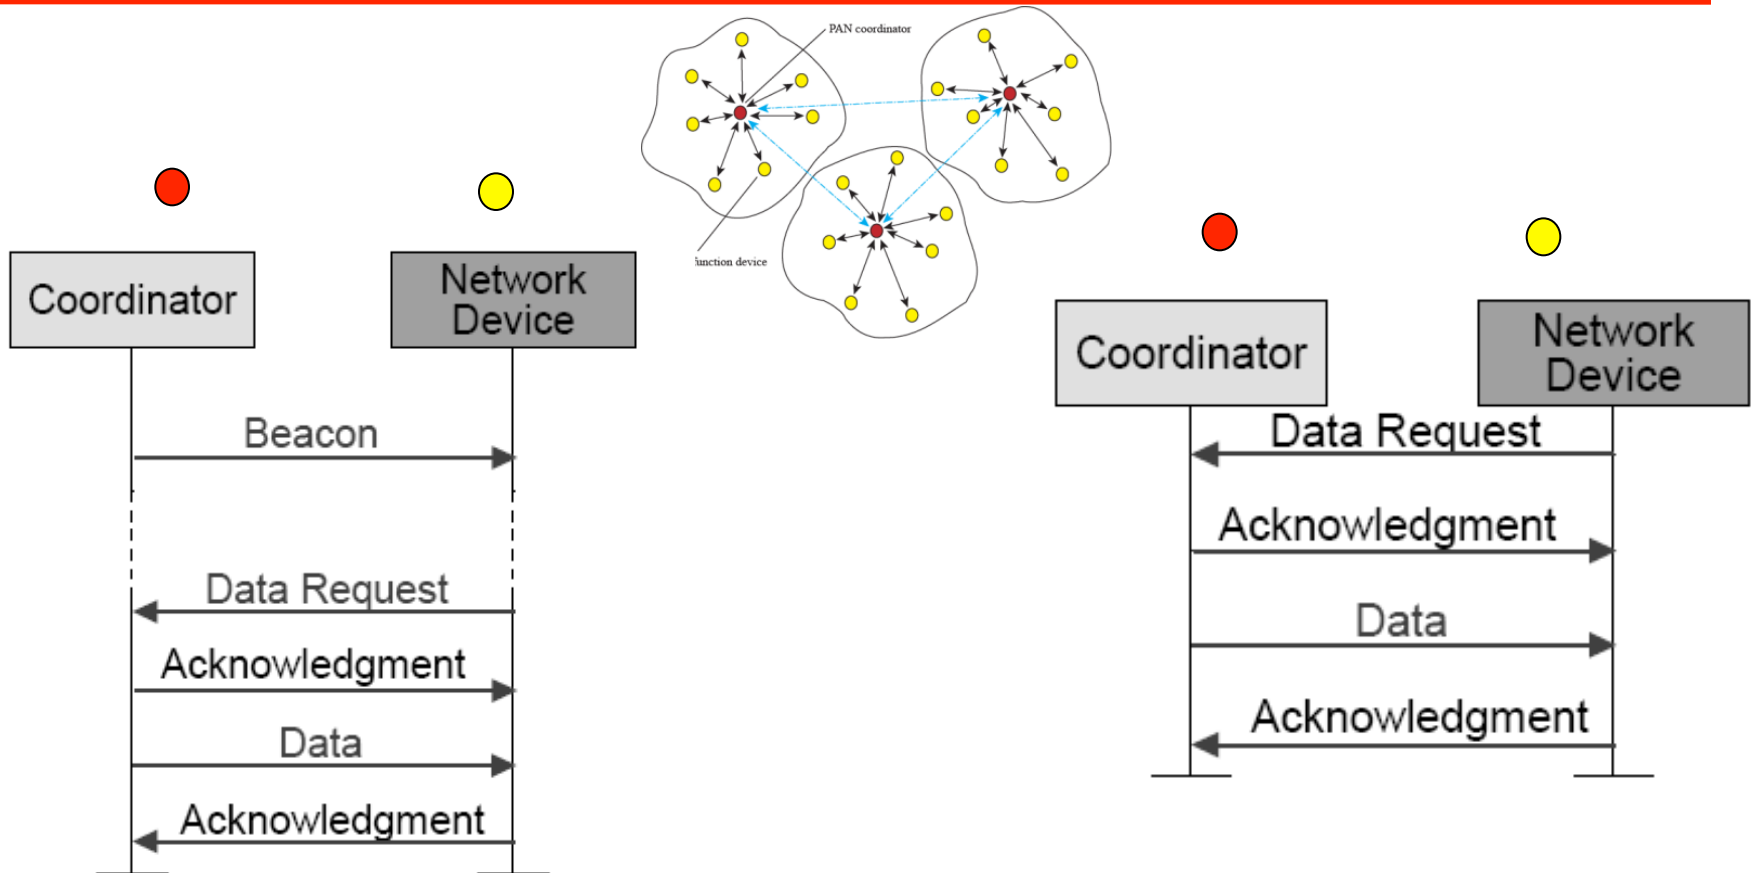 PAN coordinator
function device
Coordinator
Network
Device
Beacon
Data Request
Acknowledgment
Data
Acknowledgment
Coordinator
Network
Device
Data Request
Acknowledgment
Data
Acknowledgment